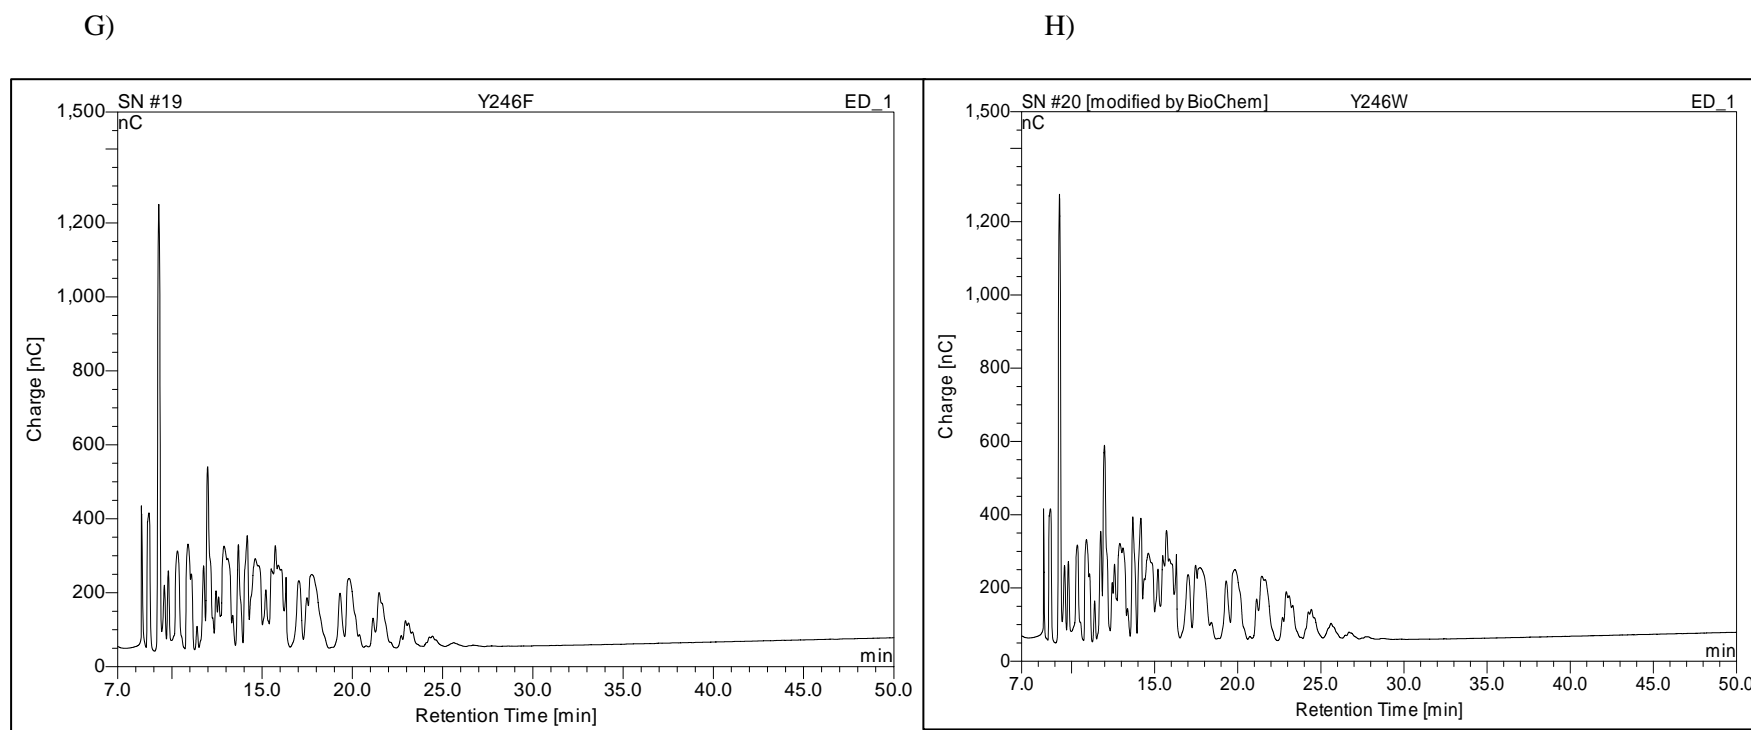 G)
H)
SN #19 Y246F ED_1
1,500
nC
1,200
1,000
800
600
400
200
0
Charge [nC]
min
7.0 15.0 20.0 25.0 30.0 35.0 40.0 45.0 50.0
Retention Time [min]
SN #20 [modified by BioChem] Y246W ED_1
1,500
nC
1,200
1,000
800
600
400
200
0
Charge [nC]
min
7.0 15.0 20.0 25.0 30.0 35.0 40.0 45.0 50.0
Retention Time [min]